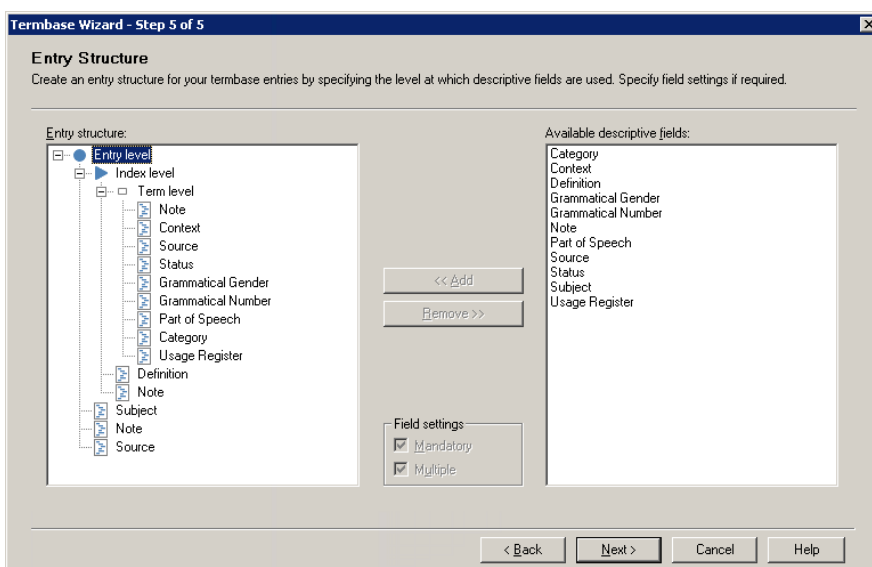 Termbase Wizard - Step 5 of 5
Entry Structure
Create an entry structure for your termbase entries by specifying the level at which descriptive fields are used. Specify field settings if required.
Entry structure:
Entry level
Index level
Term level
Note
Context
Source
Status
Grammatical Gender
Grammatical Number
Part of Speech
Category
Usage Register
Definition
Note
Subject
Note
Source
<< Add
Remove >>
Field settings
Mandatory
Multiple
Available descriptive fields:
Category
Context
Definition
Grammatical Gender
Grammatical Number
Note
Part of Speech
Source
Status
Subject
Usage Register
< Back
Next >
Cancel
Help